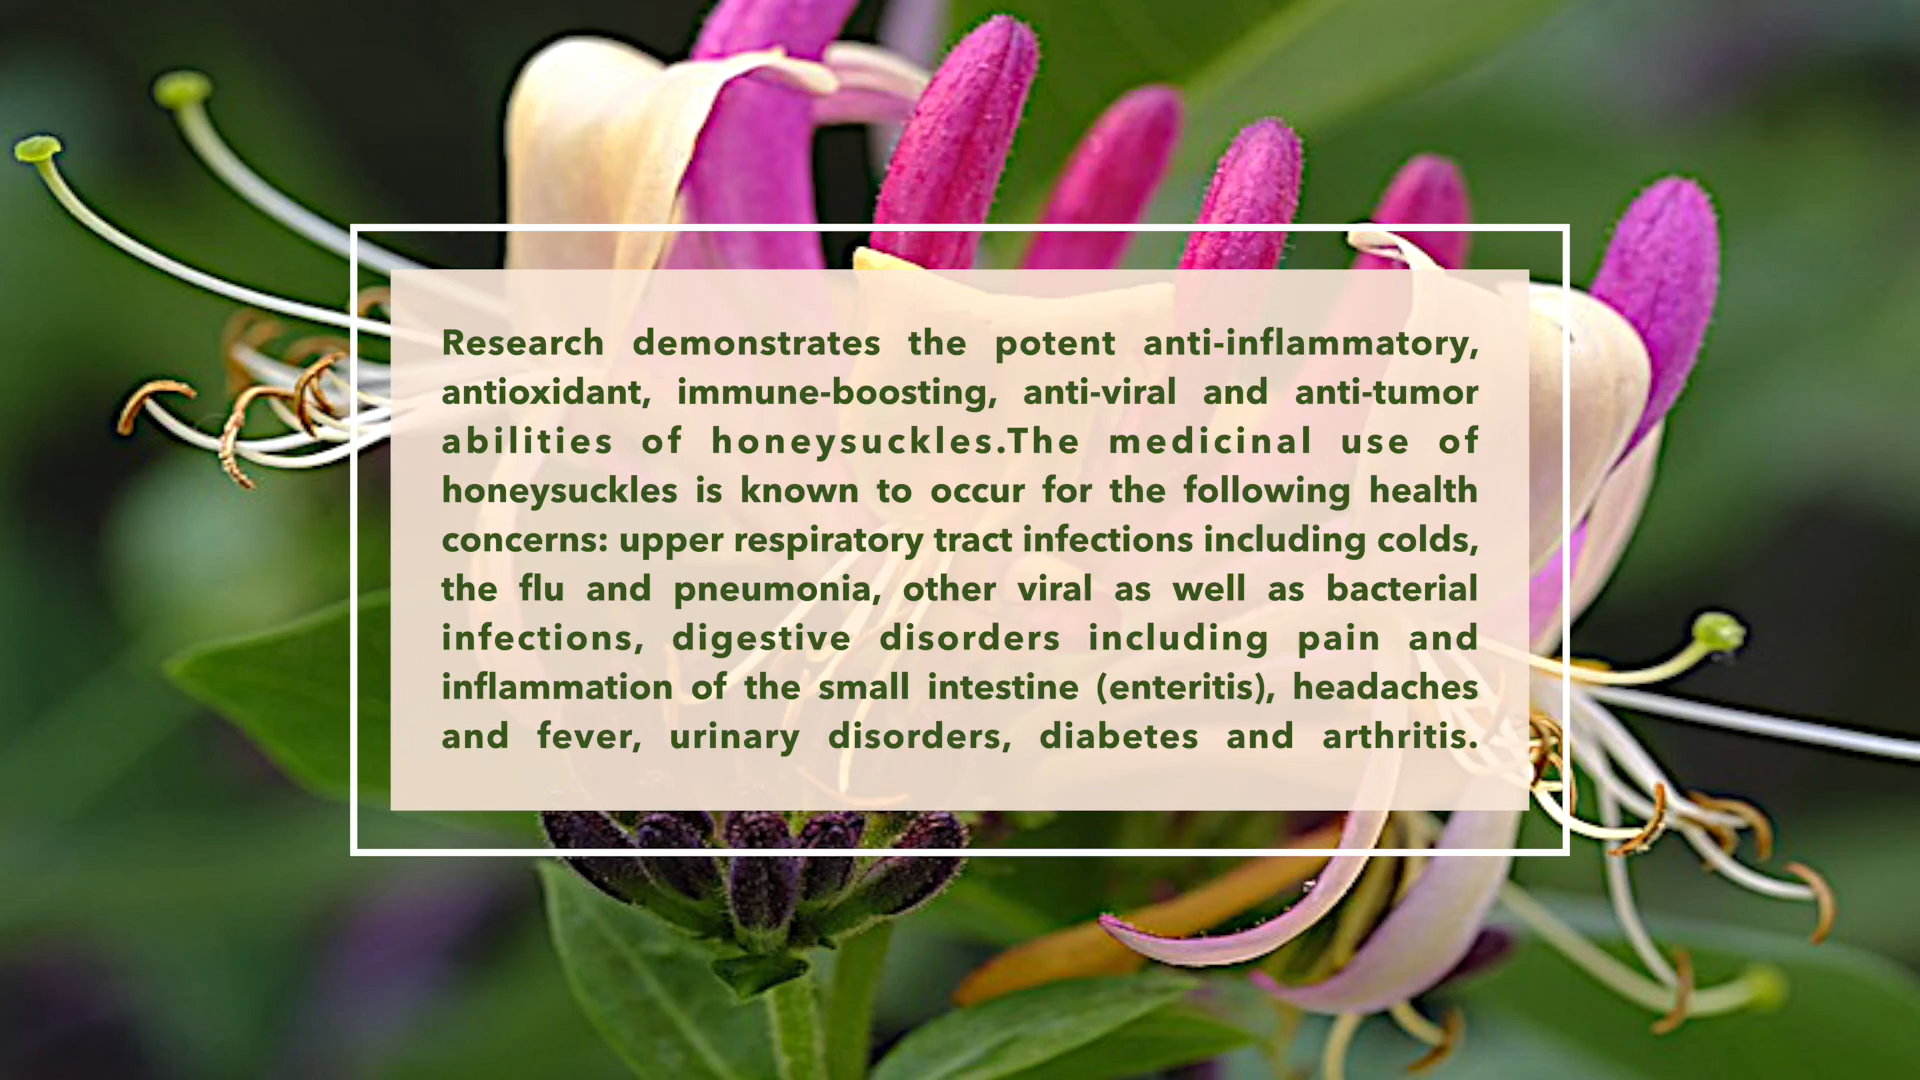 Research demonstrates the potent anti-inflammatory,
antioxidant, immune-boosting, anti-viral and anti-tumor
abilities of honeysuckles.The medicinal use of
honeysuckles is known to occur for the following health
concerns: upper respiratory tract infections including colds,
the flu and pneumonia, other viral as well as bacterial
infections, digestive disorders including pain and
inflammation of the small intestine (enteritis), headaches
and fever, urinary disorders, diabetes and arthritis.